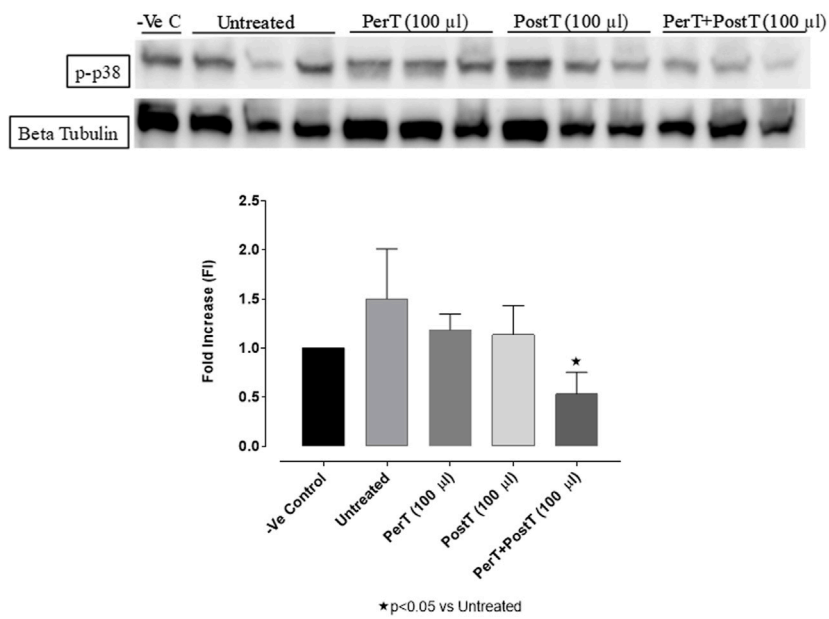 -Ve C Untreated PerT (100 µl) PostT (100 µl) PerT+PostT (100 µl)
p-p38
Beta Tubulin
2.5
2.0
1.5
1.0
0.5
0.0
Fold Increase (FI)
★
-Ve Control
Untreated
PerT (100 µl)
PostT (100 µl)
PerT+PostT (100 µl)
★p<0.05 vs Untreated